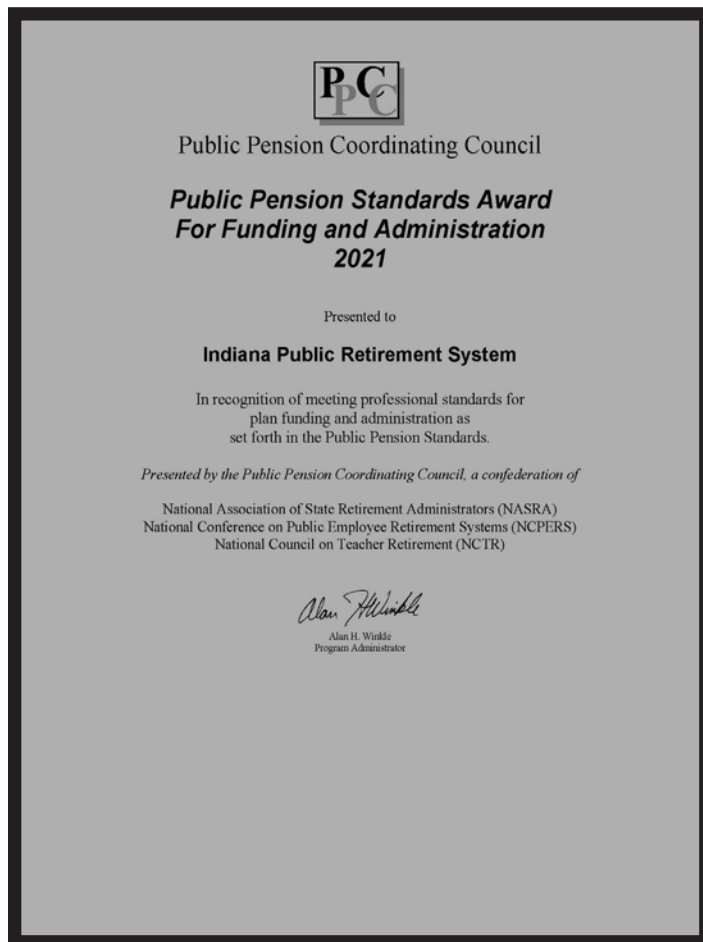 PPCC
Public Pension Coordinating Council
Public Pension Standards Award
For Funding and Administration
2021
Presented to
Indiana Public Retirement System
In recognition of meeting professional standards for
plan funding and administration as
set forth in the Public Pension Standards.
Presented by the Public Pension Coordinating Council, a confederation of
National Association of State Retirement Administrators (NASRA)
National Conference on Public Employee Retirement Systems (NCPERS)
National Council on Teacher Retirement (NCTR)
Alan H Winkle
Alan H. Winkle
Program Administrator